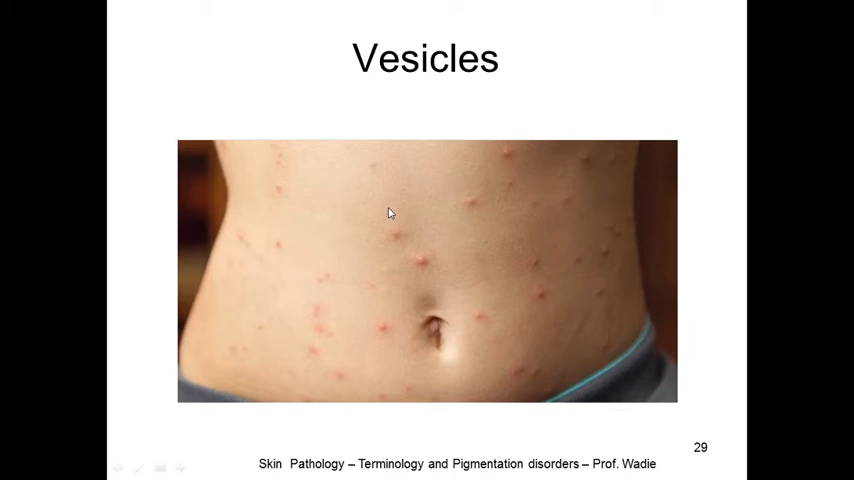 Vesicles
29
Skin Pathology – Terminology and Pigmentation disorders – Prof. Wadie